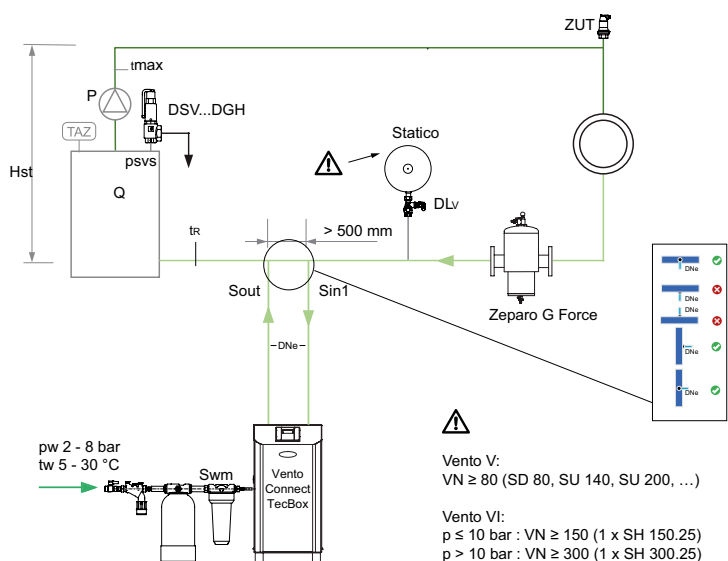 ZUT
tmax
P
DSV...DGH
TAZ
Statico
psvs
Hst
Q
DLV
tR
> 500 mm
Sout
Sin1
Zeparo G Force
DNe
DNe
DNe
DNe
DNe
DNe
pw 2 - 8 bar
tw 5 - 30 °C
Swm
Vento
Connect
TecBox
Vento V:
VN ≥ 80 (SD 80, SU 140, SU 200, …)
Vento VI:
p ≤ 10 bar : VN ≥ 150 (1 x SH 150.25)
p > 10 bar : VN ≥ 300 (1 x SH 300.25)